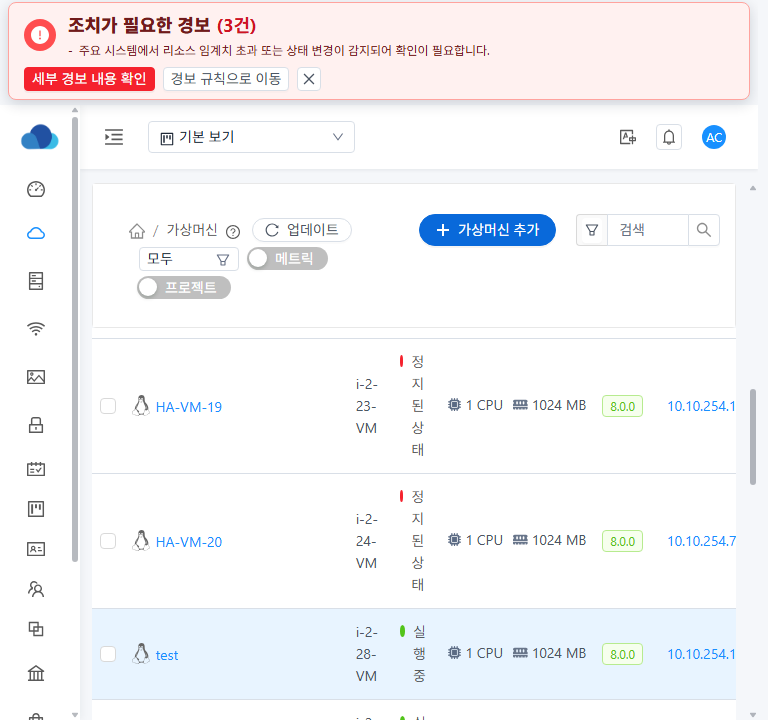 조치가 필요한 경보 (3건)
- 주요 시스템에서 리소스 임계치 초과 또는 상태 변경이 감지되어 확인이 필요합니다.
세부 경보 내용 확인
경보 규칙으로 이동
기본 보기
AC
/ 가상머신
업데이트
가상머신 추가
검색
모두
메트릭
프로젝트
HA-VM-19
i-2-
23-
VM
정
지
된
상
태
1 CPU
1024 MB
8.0.0
10.10.254.1
HA-VM-20
i-2-
24-
VM
정
지
된
상
태
1 CPU
1024 MB
8.0.0
10.10.254.7
test
i-2-
28-
VM
실
행
중
1 CPU
1024 MB
8.0.0
10.10.254.1